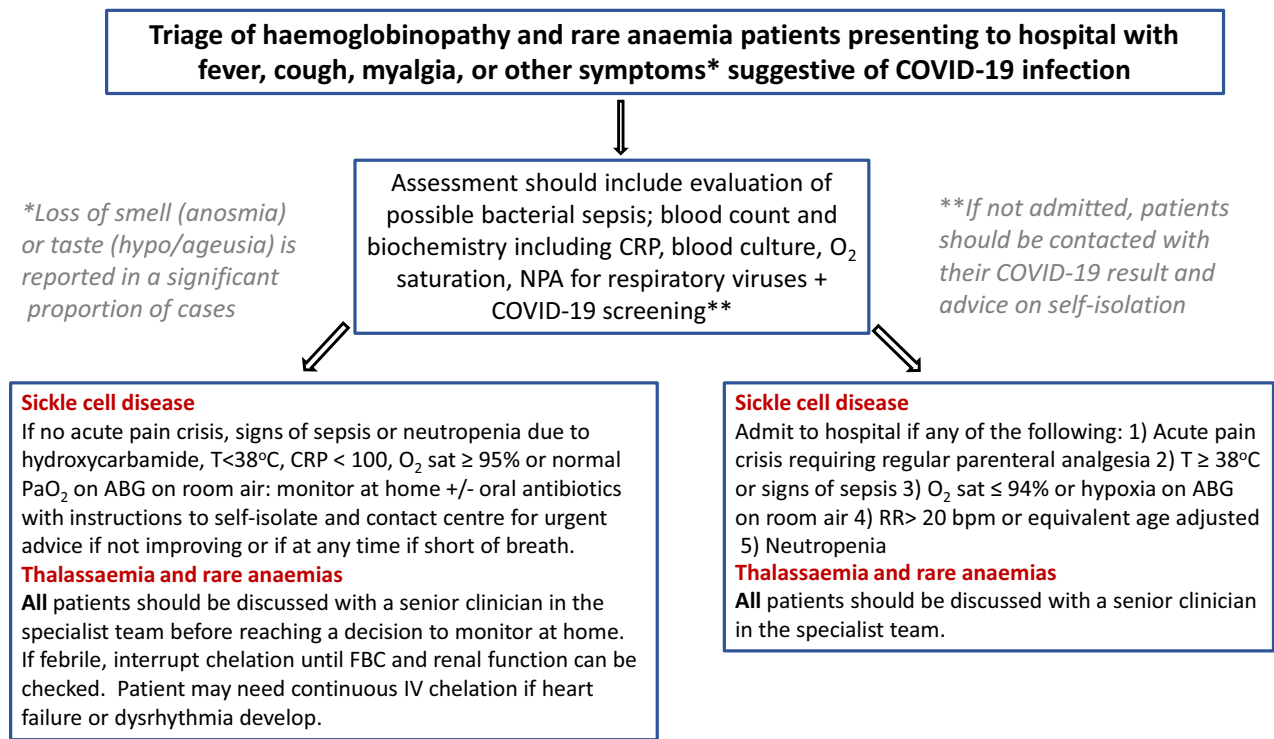 Triage of haemoglobinopathy and rare anaemia patients presenting to hospital with
fever, cough, myalgia, or other symptoms* suggestive of COVID-19 infection
Assessment should include evaluation of
possible bacterial sepsis; blood count and
biochemistry including CRP, blood culture, O₂
saturation, NPA for respiratory viruses +
COVID-19 screening**
*Loss of smell (anosmia)
or taste (hypo/ageusia) is
reported in a significant
proportion of cases
**If not admitted, patients
should be contacted with
their COVID-19 result and
advice on self-isolation
Sickle cell disease
If no acute pain crisis, signs of sepsis or neutropenia due to
hydroxycarbamide, T<38°C, CRP < 100, O₂ sat ≥ 95% or normal
PaO₂ on ABG on room air: monitor at home +/- oral antibiotics
with instructions to self-isolate and contact centre for urgent
advice if not improving or if at any time if short of breath.
Thalassaemia and rare anaemias
All patients should be discussed with a senior clinician in the
specialist team before reaching a decision to monitor at home.
If febrile, interrupt chelation until FBC and renal function can be
checked. Patient may need continuous IV chelation if heart
failure or dysrhythmia develop.
Sickle cell disease
Admit to hospital if any of the following: 1) Acute pain
crisis requiring regular parenteral analgesia 2) T ≥ 38°C
or signs of sepsis 3) O₂ sat ≤ 94% or hypoxia on ABG
on room air 4) RR> 20 bpm or equivalent age adjusted
5) Neutropenia
Thalassaemia and rare anaemias
All patients should be discussed with a senior clinician
in the specialist team.